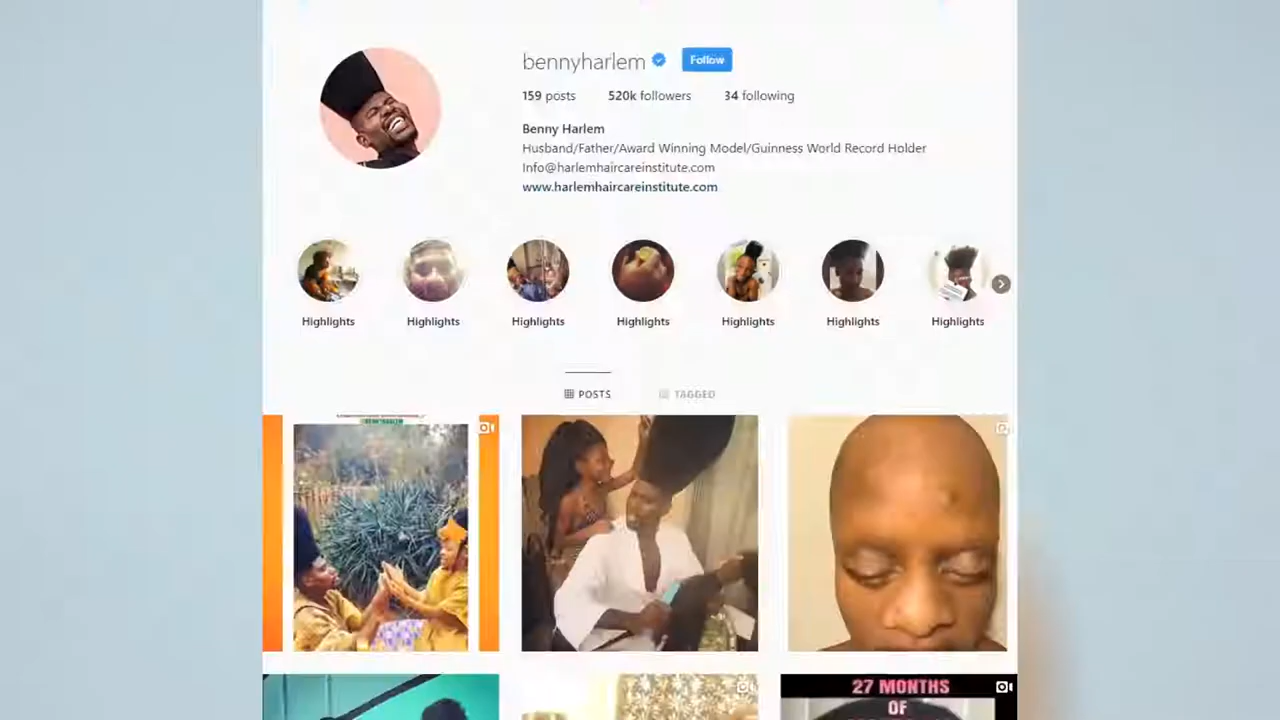 bennyharlem Follow
159 posts 520k followers 34 following
Benny Harlem
Husband/Father/Award Winning Model/Guinness World Record Holder
Info@harlemhaircareinstitute.com
www.harlemhaircareinstitute.com
Highlights Highlights Highlights Highlights Highlights Highlights Highlights
POSTS TAGGED
27 MONTHS
OF